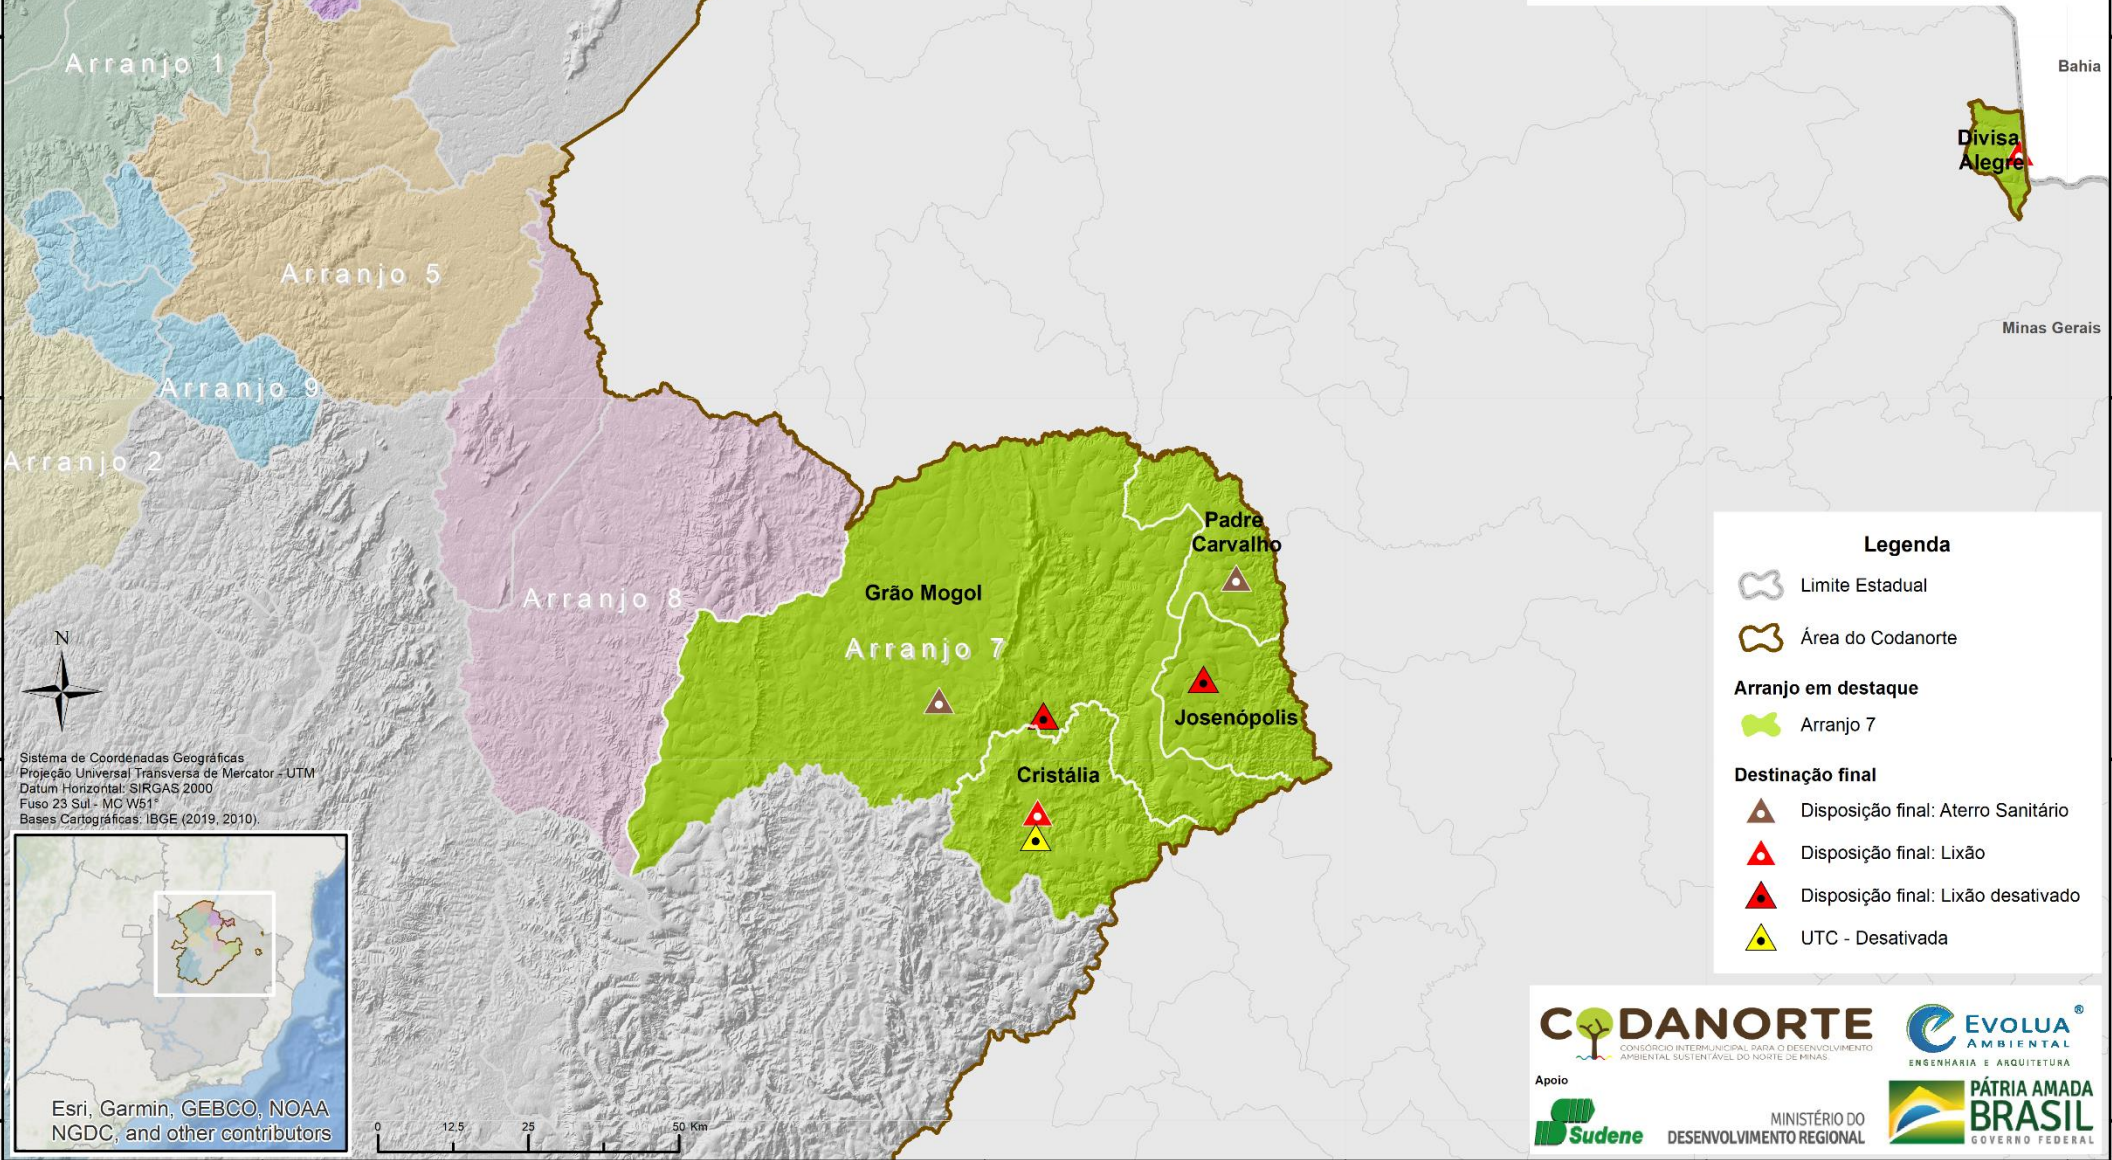 Arranjo 1
Bahia
Divisa
Alegre
Arranjo 5
Minas Gerais
Arranjo 9
Arranjo 2
Padre
Carvalho
Grão Mogol
Arranjo 8
Arranjo 7
Josenópolis
Cristália
N
Sistema de Coordenadas Geográficas
Projeção Universal Transversa de Mercator - UTM
Datum Horizontal: SIRGAS 2000
Fuso 23 Sul - MC W51°
Bases Cartográficas: IBGE (2019, 2010).
Esri, Garmin, GEBCO, NOAA
NGDC, and other contributors
0 12,5 25 50 Km
Legenda
Limite Estadual
Área do Codanorte
Arranjo em destaque
Arranjo 7
Destinação final
Disposição final: Aterro Sanitário
Disposição final: Lixão
Disposição final: Lixão desativado
UTC - Desativada
CODANORTE
CONSÓRCIO INTERMUNICIPAL PARA O DESENVOLVIMENTO
AMBIENTAL SUSTENTÁVEL DO NORTE DE MINAS
EVOLUA ®
AMBIENTAL
ENGENHARIA E ARQUITETURA
Apoio
Sudene
MINISTÉRIO DO
DESENVOLVIMENTO REGIONAL
PÁTRIA AMADA
BRASIL
GOVERNO FEDERAL